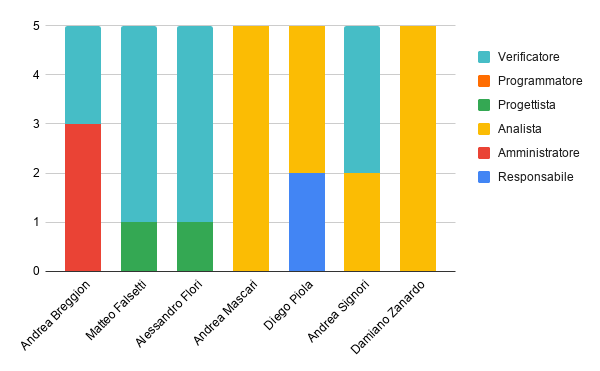 5
4
3
2
1
0
Andrea Breggion
Matteo Falsetti
Alessandro Flori
Andrea Mascari
Diego Piola
Andrea Signori
Damiano Zanardo
Verificatore
Programmatore
Progettista
Analista
Amministratore
Responsabile